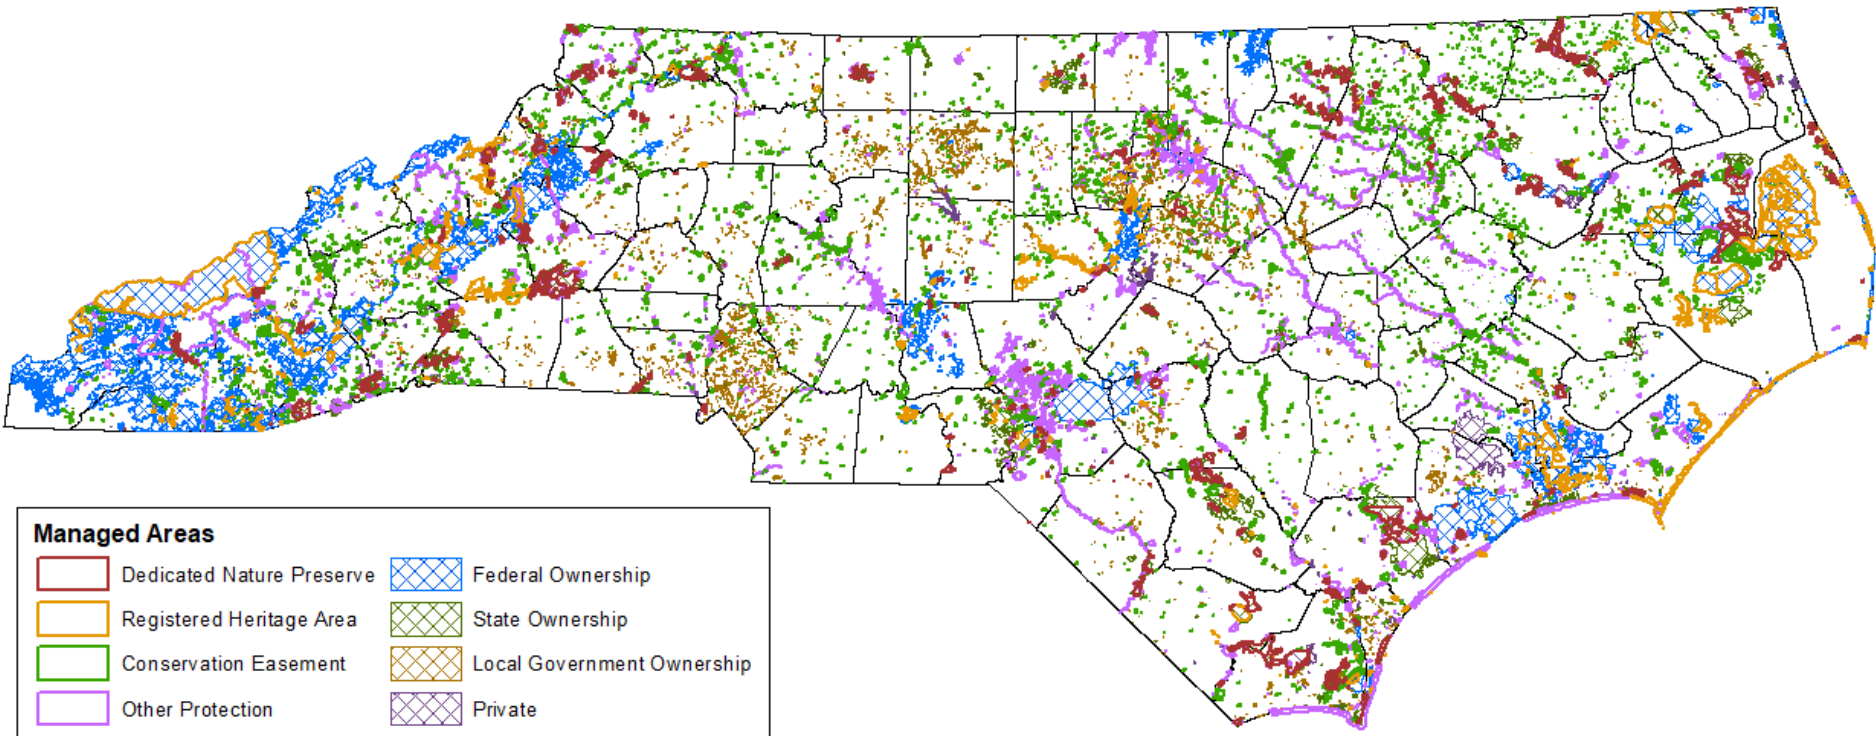 Managed Areas
Dedicated Nature Preserve
Federal Ownership
Registered Heritage Area
State Ownership
Conservation Easement
Local Government Ownership
Other Protection
Private